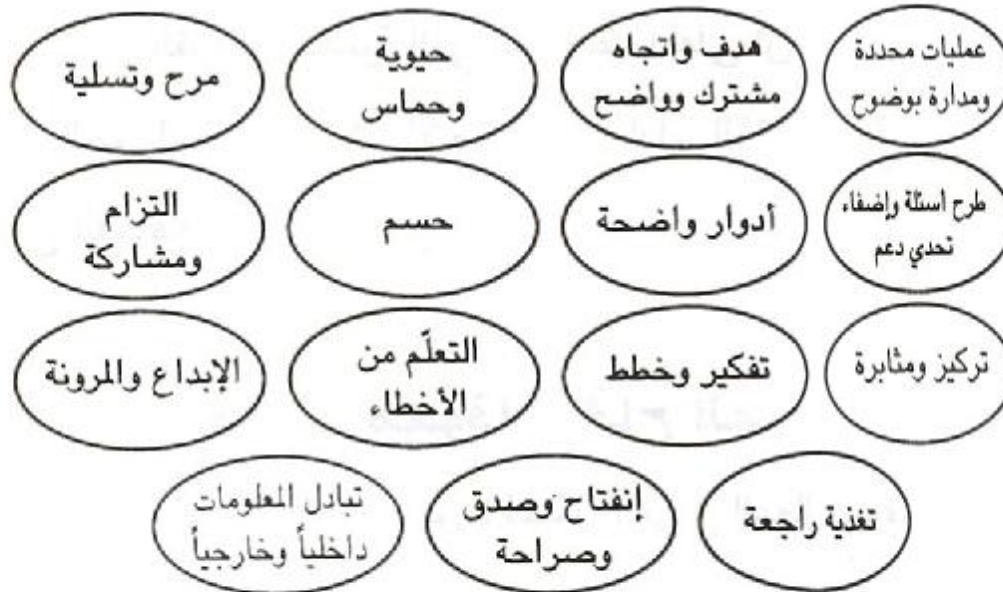 عمليات محددة
ومدارة بوضوح
هدف واتجاه
مشترك وواضح
حيوية
وحماس
مرح وتسلية
طرح اسئلة وإضفاء
تحدي دعم
أدوار واضحة
حسم
التزام
ومشاركة
تركيز ومثابرة
تفكير وخطط
التعلّم من
الأخطاء
الإبداع والمرونة
تغذية راجعة
إنفتاح وصدق
وصراحة
تبادل المعلومات
داخلياً وخارجياً